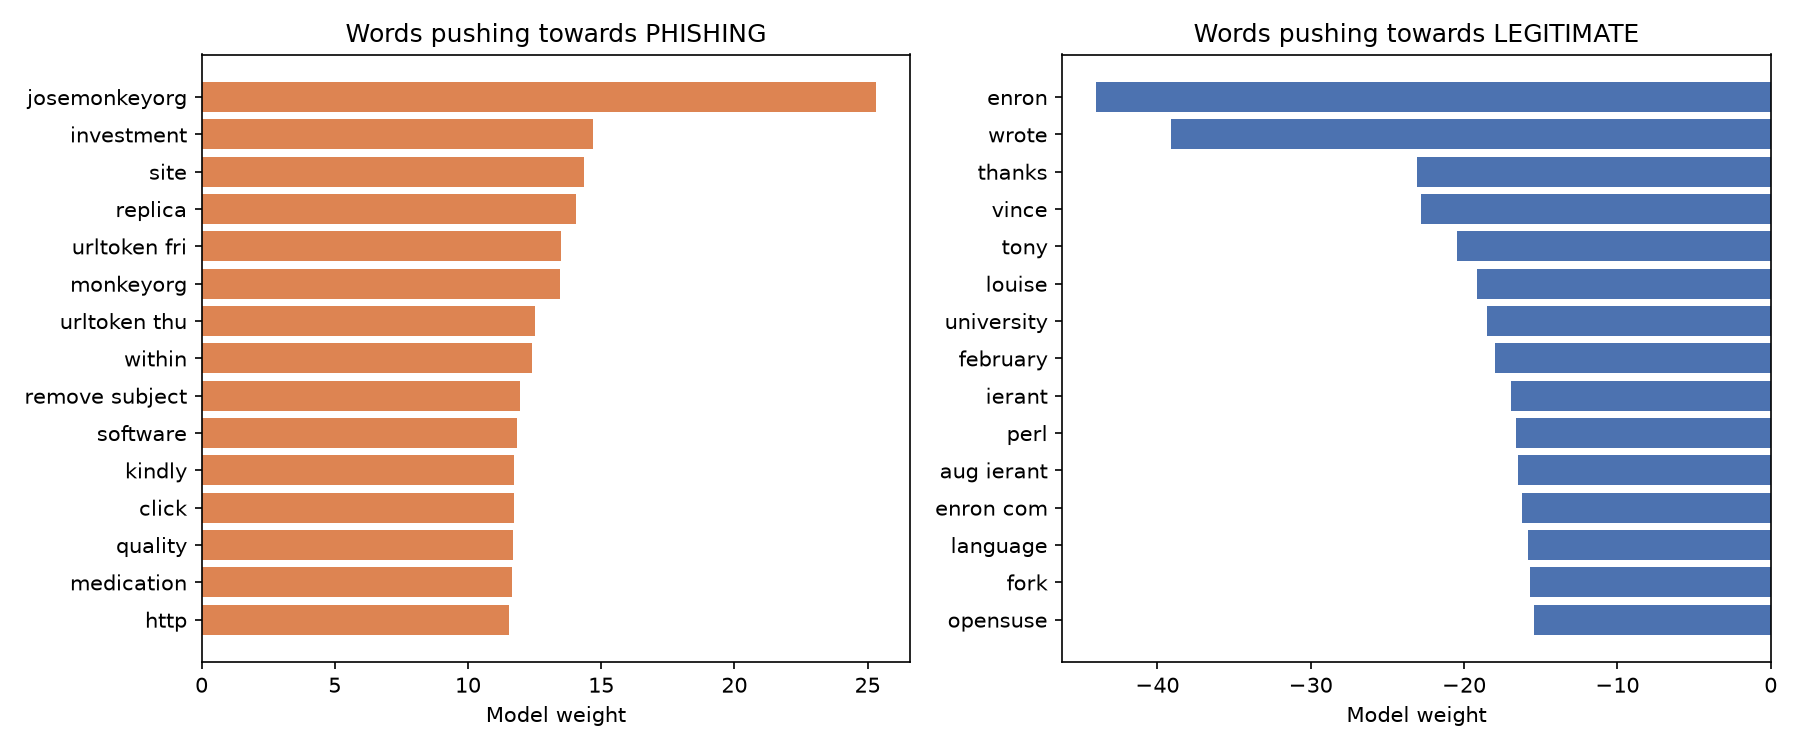 Words pushing towards PHISHING
josemonkeyorg
investment
site
replica
urltoken fri
monkeyorg
urltoken thu
within
remove subject
software
kindly
click
quality
medication
http
0 5 10 15 20 25
Model weight
Words pushing towards LEGITIMATE
enron
wrote
thanks
vince
tony
louise
university
february
ierant
perl
aug ierant
enron com
language
fork
opensuse
−40 −30 −20 −10 0
Model weight